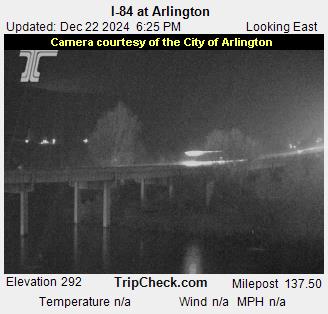 I-84 at Arlington
Updated: Dec 22 2024 6:25 PM Looking East
Camera courtesy of the City of Arlington
Elevation 292 TripCheck.com Milepost 137.50
Temperature n/a Wind n/a MPH n/a